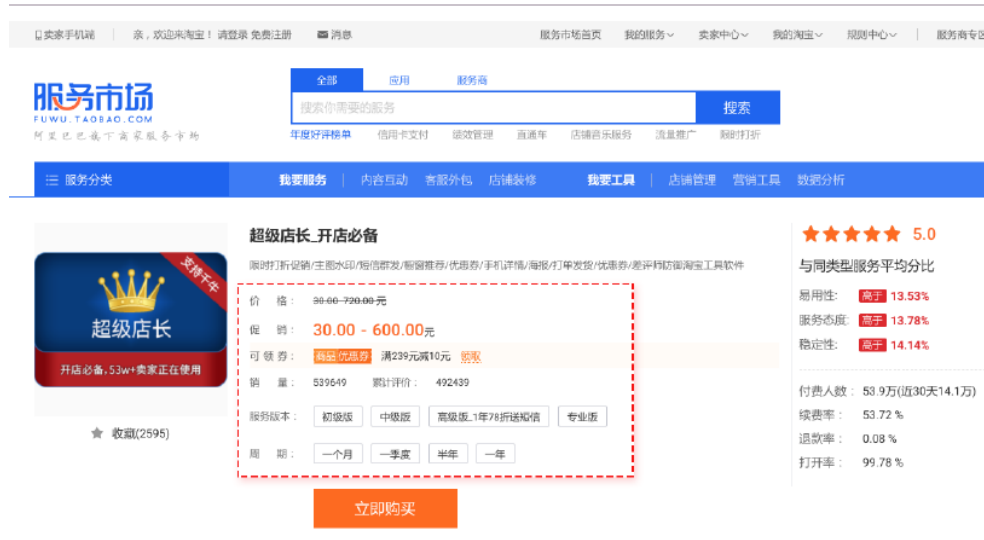 卖家手机端 亲，欢迎来淘宝！ 请登录 免费注册 消息 服务市场首页 我的服务 卖家中心 我的淘宝 规则中心 服务商专区
全部 应用 服务商
服务市场
FUWU.TAOBAO.COM
阿里巴巴旗下商家服务市场
搜索你需要的服务 搜索
年度好评榜单 信用卡支付 绩效管理 直通车 店铺音乐服务 流量推广 限时打折
服务分类 我要服务 内容互动 客服外包 店铺装修 我要工具 店铺管理 营销工具 数据分析
超级店长_开店必备
限时打折促销/主图水印/短信群发/橱窗推荐/优惠券/手机详情/海报/打单发货/优惠券/差评师防御淘宝工具软件
支持千牛
超级店长
开店必备，53w+卖家正在使用
收藏(2595)
价 格： 30.00-720.00元
促 销： 30.00 - 600.00元
可领券： 商品优惠券 满239元减10元 领取
销 量： 539649 累计评价： 492439
服务版本： 初级版 中级版 高级版_1年78折送短信 专业版
周 期： 一个月 一季度 半年 一年
立即购买
5.0
与同类型服务平均分比
易用性: 高于 13.53%
服务态度: 高于 13.78%
稳定性: 高于 14.14%
付费人数： 53.9万(近30天14.1万)
续费率： 53.72 %
退款率： 0.08 %
打开率： 99.78 %